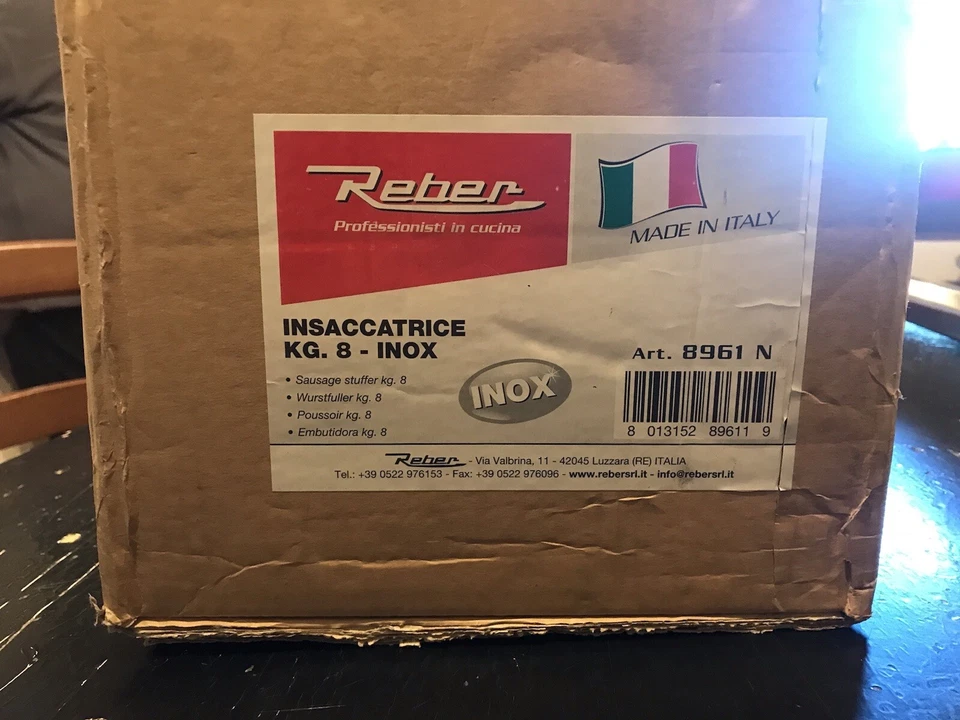 Reber
Professionisti in cucina
MADE IN ITALY
INSACCATRICE
KG. 8 - INOX
• Sausage stuffer kg. 8
• Wurstfuller kg. 8
• Poussoir kg. 8
• Embutidora kg. 8
INOX
Art. 8961 N
8 013152 89611 9
Reber - Via Valbrina, 11 - 42045 Luzzara (RE) ITALIA
Tel.: +39 0522 976153 - Fax: +39 0522 976096 - www.rebersrl.it - info@rebersrl.it